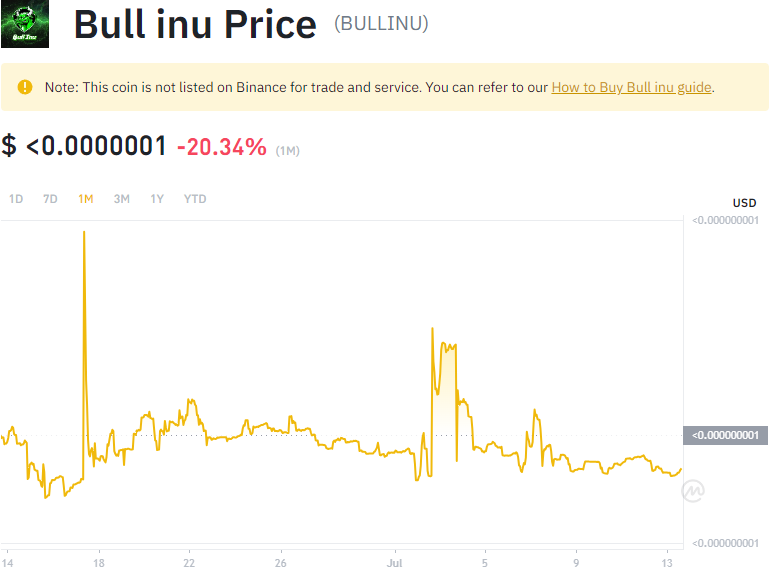 Bull inu Price (BULLINU)
Bull Inu
Note: This coin is not listed on Binance for trade and service. You can refer to our How to Buy Bull inu guide.
$ <0.0000001 -20.34% (1M)
1D 7D 1M 3M 1Y YTD
USD
<0.000000001
<0.000000001
<0.000000001
14 18 22 26 Jul 5 9 13